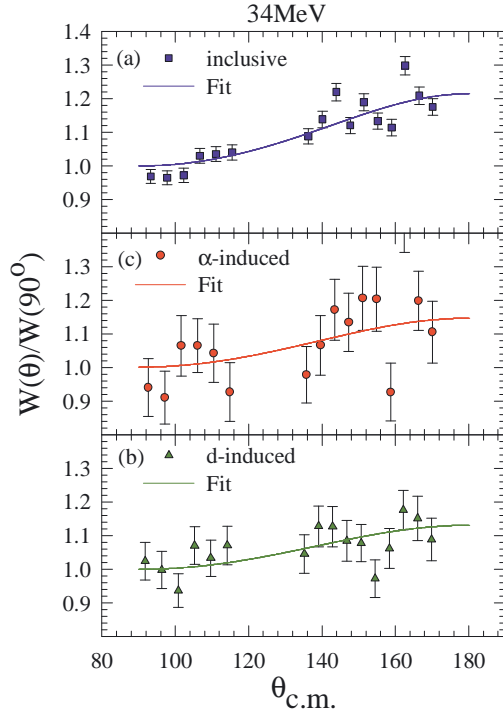 34MeV
1.4
(a)
inclusive
1.3
Fit
1.2
1.1
1.0
0.9
W(θ)/W(90°)
(c)
α-induced
1.3
Fit
1.2
1.1
1.0
0.9
(b)
d-induced
1.3
Fit
1.2
1.1
1.0
0.9
80 100 120 140 160 180
θc.m.